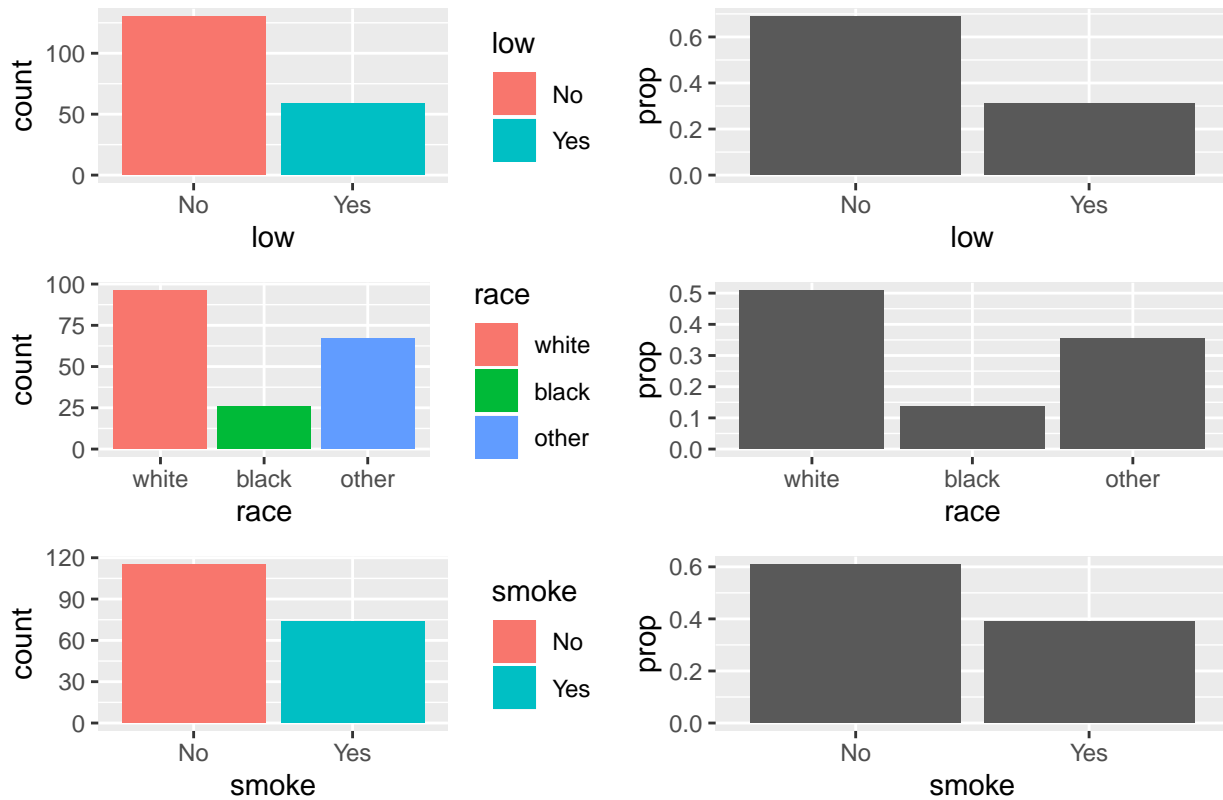 count
100
50
0
No
Yes
low
low
No
Yes
prop
0.6
0.4
0.2
0.0
No
Yes
low
count
100
75
50
25
0
white
black
other
race
race
white
black
other
prop
0.5
0.4
0.3
0.2
0.1
0.0
white
black
other
race
count
120
90
60
30
0
No
Yes
smoke
smoke
No
Yes
prop
0.6
0.4
0.2
0.0
No
Yes
smoke